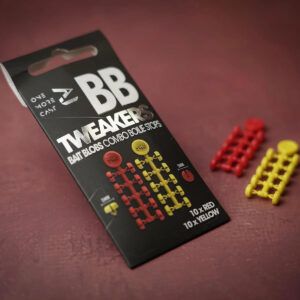 ONE
MORE
CAST
BB
TWEAKERS
BAIT BLOBS COMBO BOILIE STOPS
10 x RED
10 x YELLOW